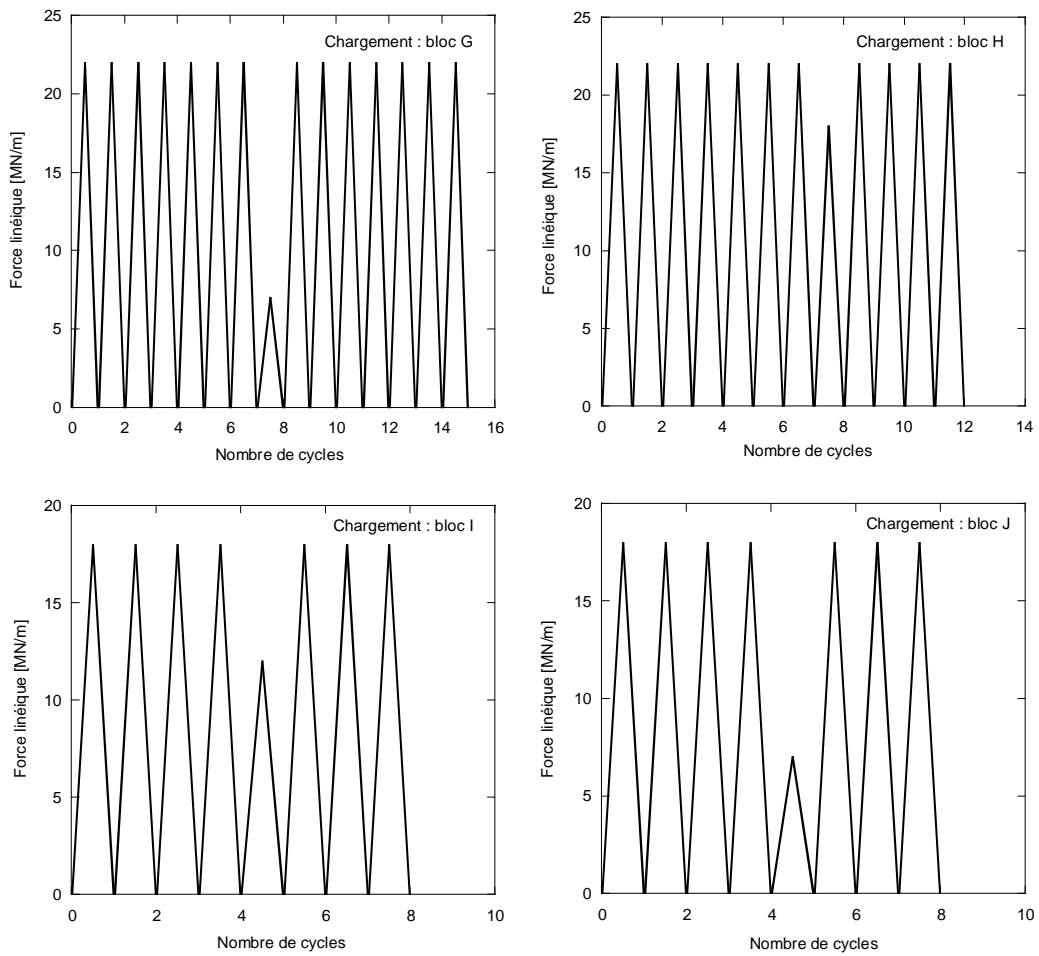 Chargement : bloc G
Force linéique [MN/m]
25
20
15
10
5
0
0 2 4 6 8 10 12 14 16
Nombre de cycles
Chargement : bloc H
Force linéique [MN/m]
25
20
15
10
5
0
0 2 4 6 8 10 12 14
Nombre de cycles
Chargement : bloc I
Force linéique [MN/m]
20
15
10
5
0
0 2 4 6 8 10
Nombre de cycles
Chargement : bloc J
Force linéique [MN/m]
20
15
10
5
0
0 2 4 6 8 10
Nombre de cycles